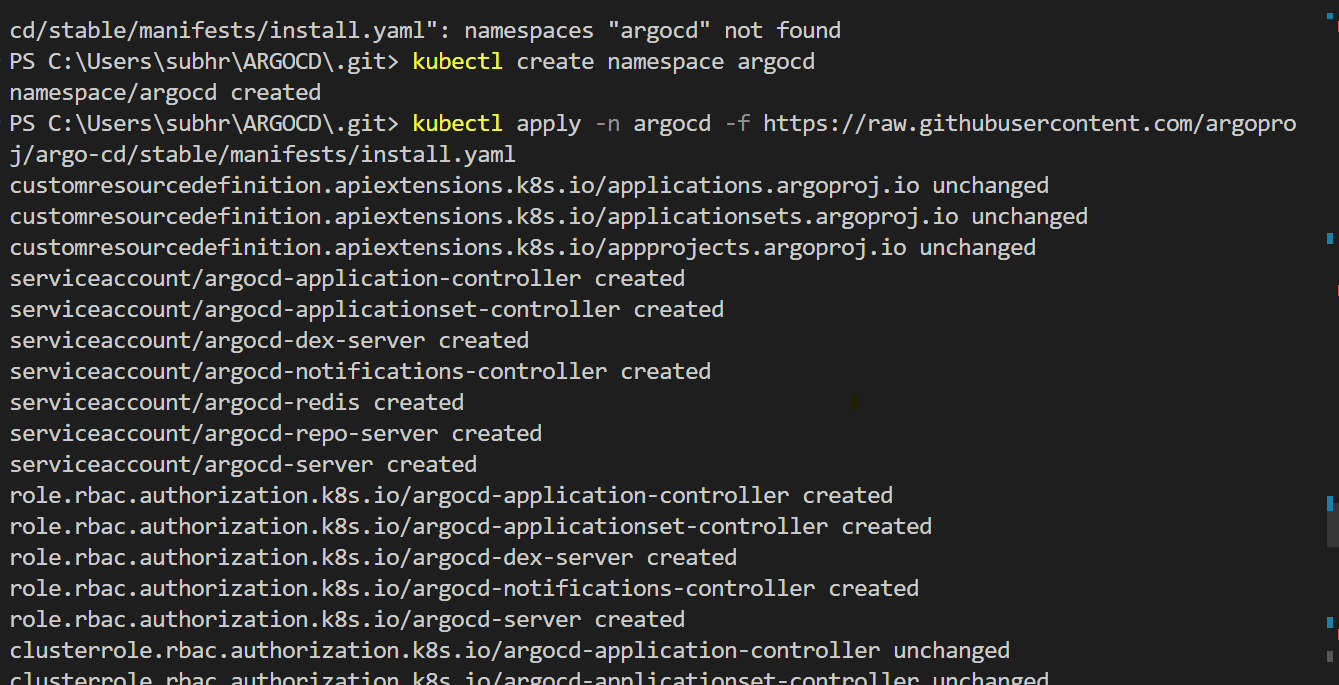 cd/stable/manifests/install.yaml": namespaces "argocd" not found
PS C:\Users\subhr\ARGOCD\.git> kubectl create namespace argocd
namespace/argocd created
PS C:\Users\subhr\ARGOCD\.git> kubectl apply -n argocd -f https://raw.githubusercontent.com/argopro
j/argo-cd/stable/manifests/install.yaml
customresourcedefinition.apiextensions.k8s.io/applications.argoproj.io unchanged
customresourcedefinition.apiextensions.k8s.io/applicationsets.argoproj.io unchanged
customresourcedefinition.apiextensions.k8s.io/appprojects.argoproj.io unchanged
serviceaccount/argocd-application-controller created
serviceaccount/argocd-applicationset-controller created
serviceaccount/argocd-dex-server created
serviceaccount/argocd-notifications-controller created
serviceaccount/argocd-redis created
serviceaccount/argocd-repo-server created
serviceaccount/argocd-server created
role.rbac.authorization.k8s.io/argocd-application-controller created
role.rbac.authorization.k8s.io/argocd-applicationset-controller created
role.rbac.authorization.k8s.io/argocd-dex-server created
role.rbac.authorization.k8s.io/argocd-notifications-controller created
role.rbac.authorization.k8s.io/argocd-server created
clusterrole.rbac.authorization.k8s.io/argocd-application-controller unchanged
clusterrole.rbac.authorization.k8s.io/argocd-applicationset-controller unchanged